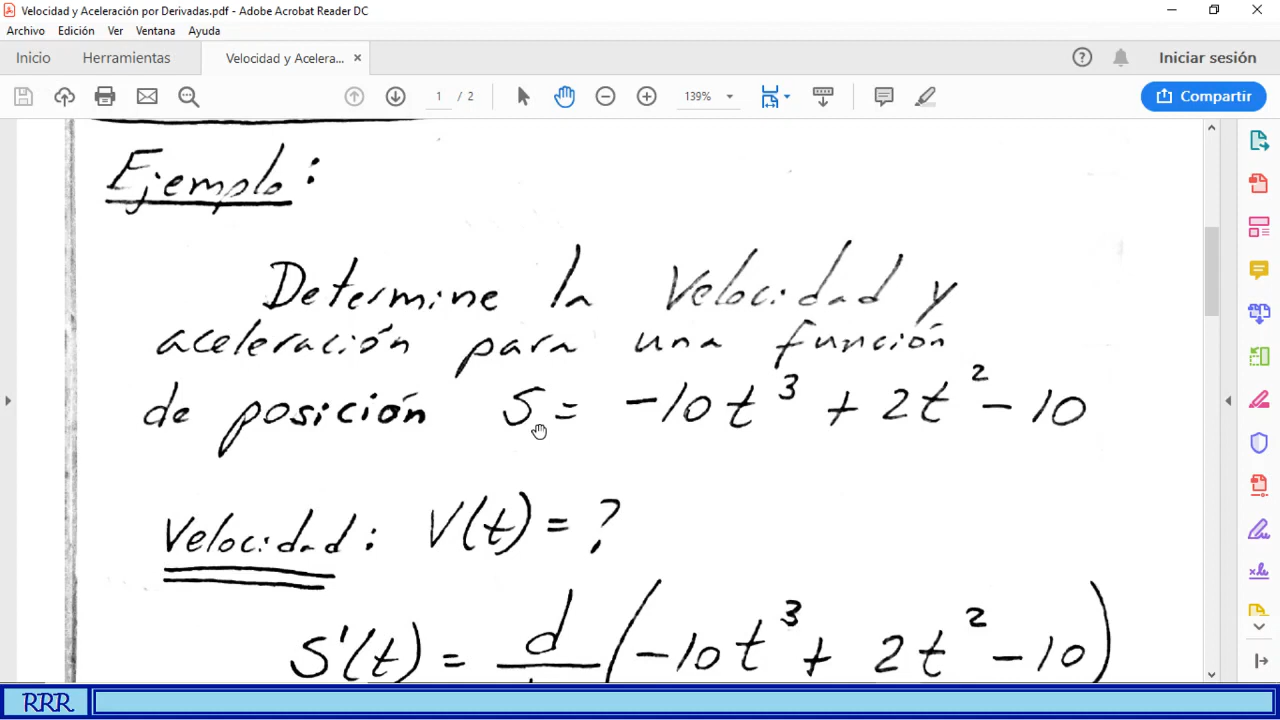 Velocidad y Aceleración por Derivadas.pdf - Adobe Acrobat Reader DC
Archivo Edición Ver Ventana Ayuda
Inicio Herramientas Velocidad y Acelera... × Iniciar sesión
1 / 2 139% Compartir
Ejemplo:
Determine la Velocidad y
aceleración para una función
de posición S = -10t³ + 2t² - 10
Velocidad: V(t) = ?
S'(t) = d (-10t³ + 2t² - 10)
RRR